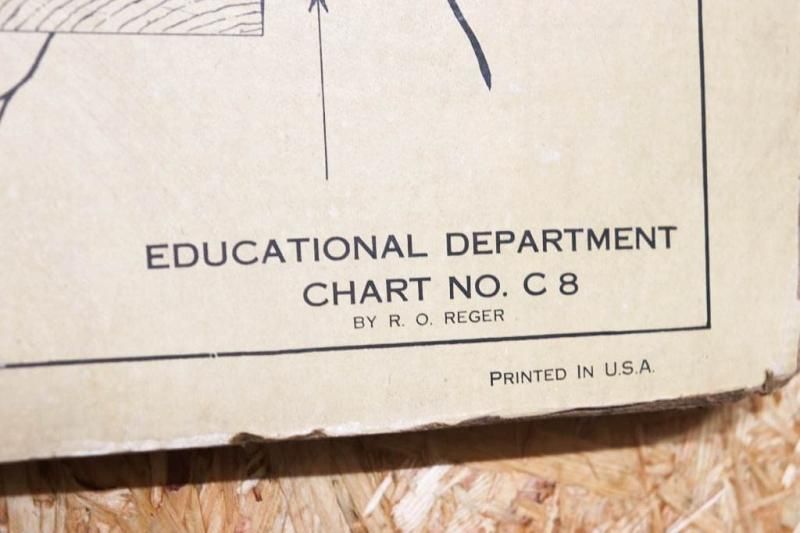 EDUCATIONAL DEPARTMENT
CHART NO. C 8
BY R. O. REGER
PRINTED IN U.S.A.